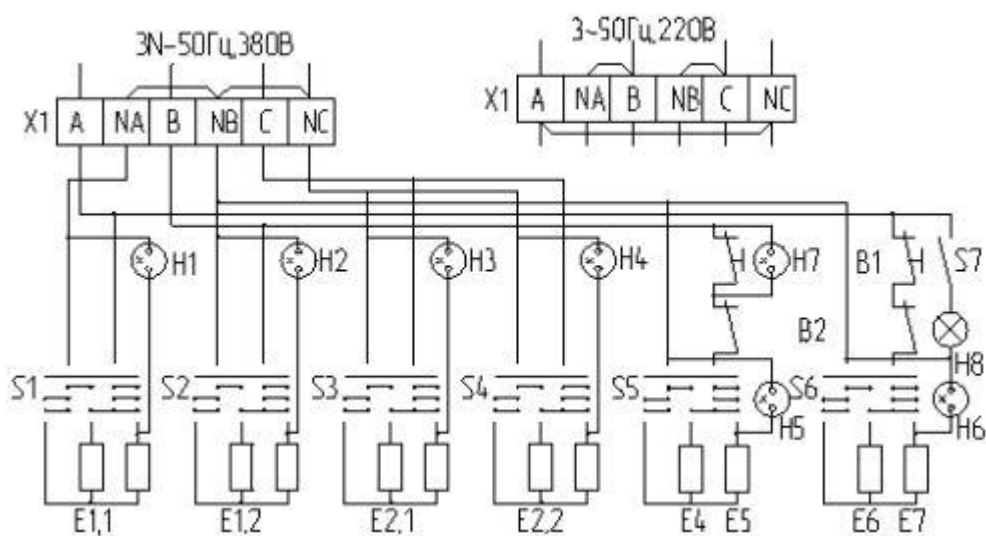 3N~50Гц,380В
3~50Гц,220В
X1 A NA B NB C NC
X1 A NA B NB C NC
H1 H2 H3 H4 H7 B1 S7
B2
H8
S1 S2 S3 S4 S5 S6
H5 H6
E1,1 E1,2 E2,1 E2,2 E4 E5 E6 E7